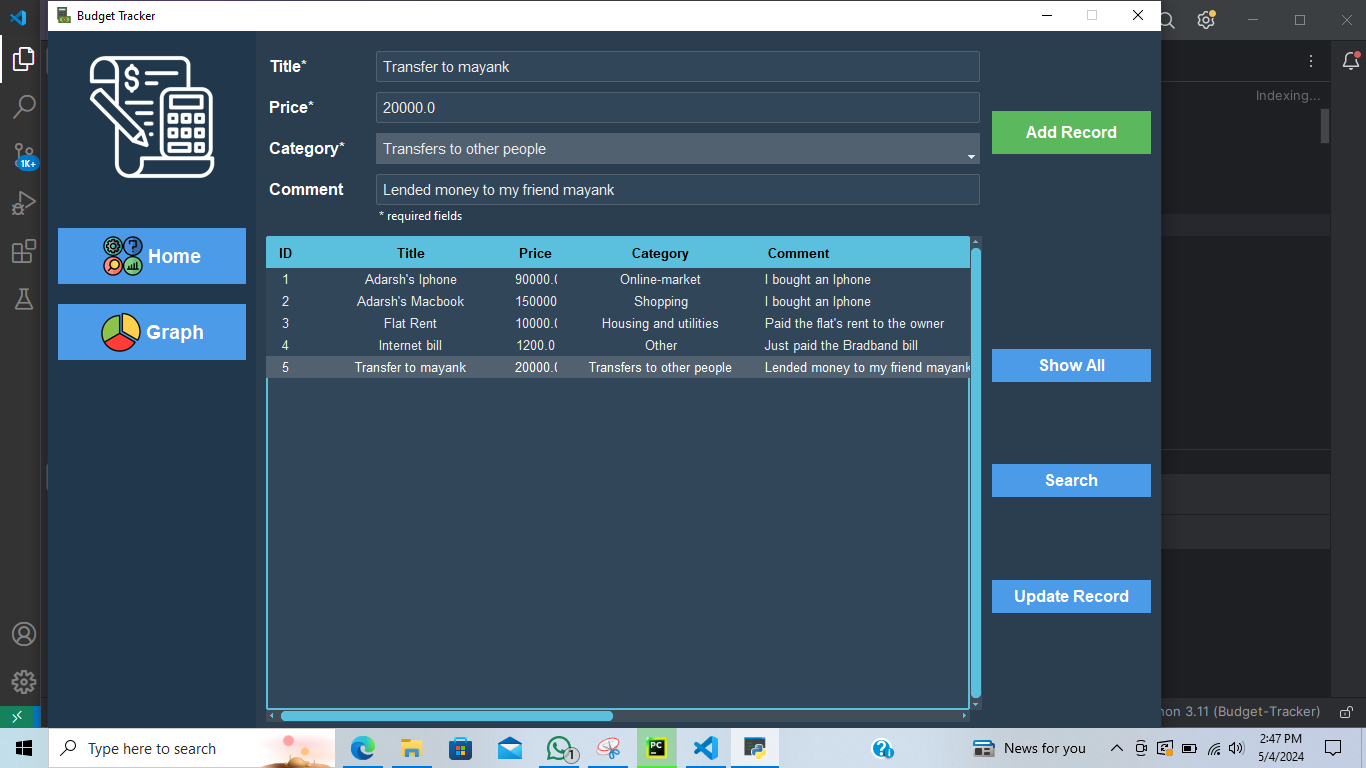 Budget Tracker
Title*
Transfer to mayank
Price*
20000.0
Category*
Transfers to other people
Comment
Lended money to my friend mayank
* required fields
Add Record
Indexing...
1K+
Home
Graph
ID Title Price Category Comment
1 Adarsh's Iphone 90000.0 Online-market I bought an Iphone
2 Adarsh's Macbook 150000 Shopping I bought an Iphone
3 Flat Rent 10000.0 Housing and utilities Paid the flat's rent to the owner
4 Internet bill 1200.0 Other Just paid the Bradband bill
5 Transfer to mayank 20000.0 Transfers to other people Lended money to my friend mayank
Show All
Search
Update Record
hon 3.11 (Budget-Tracker)
Type here to search
1
PC
News for you
2:47 PM
5/4/2024